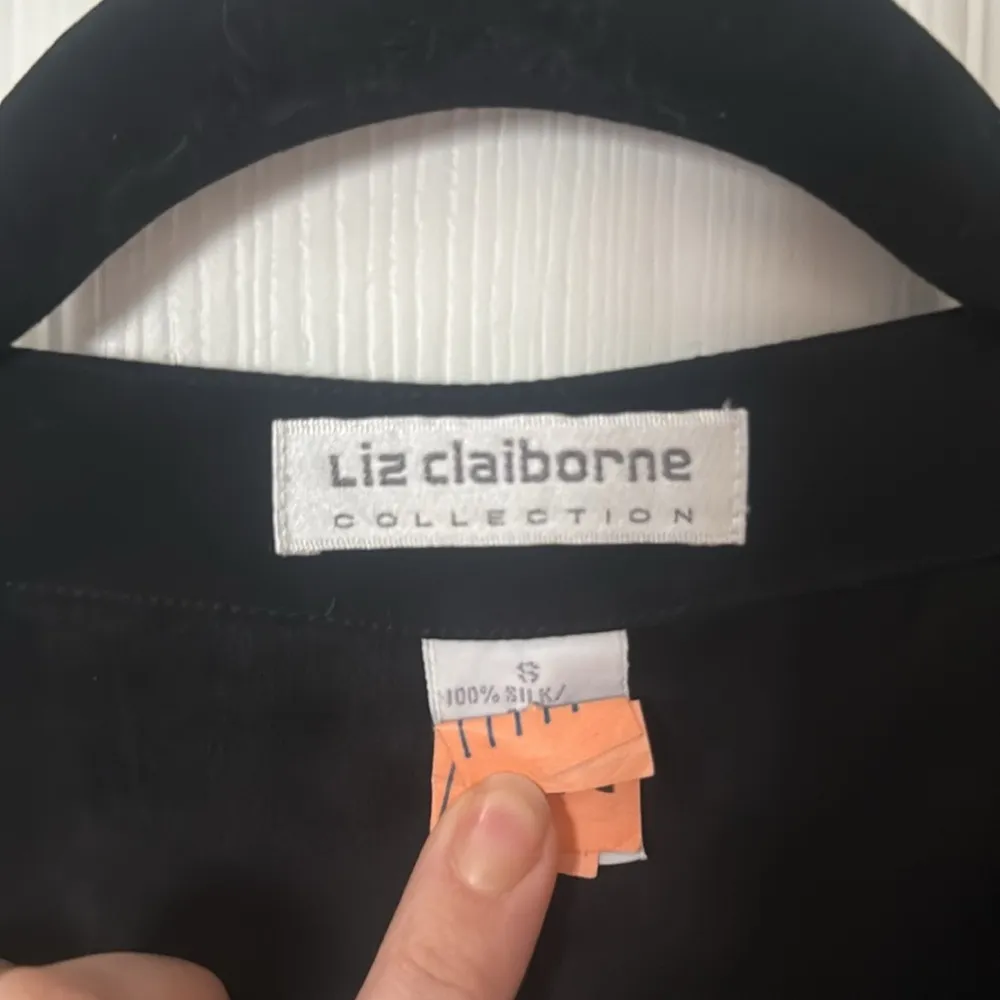 Liz claiborne
COLLECTION
S
100% SILK/